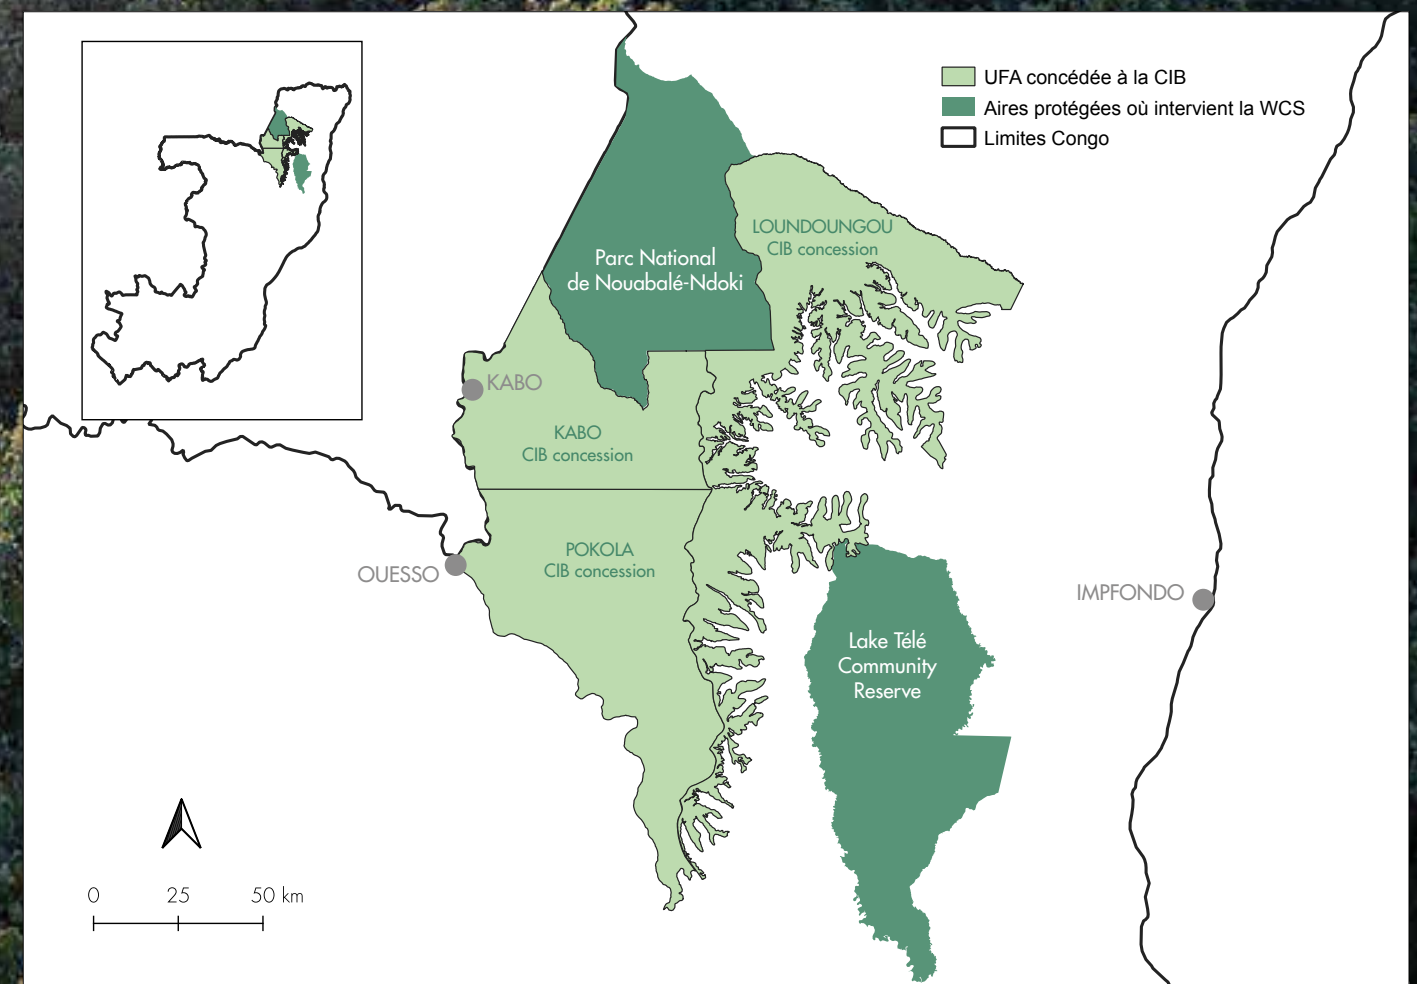 UFA concédée à la CIB
Aires protégées où intervient la WCS
Limites Congo
LOUNDOUNGOU
CIB concession
Parc National
de Nouabalé-Ndoki
KABO
KABO
CIB concession
POKOLA
CIB concession
OUESSO
IMPFONDO
Lake Télé
Community
Reserve
0 25 50 km